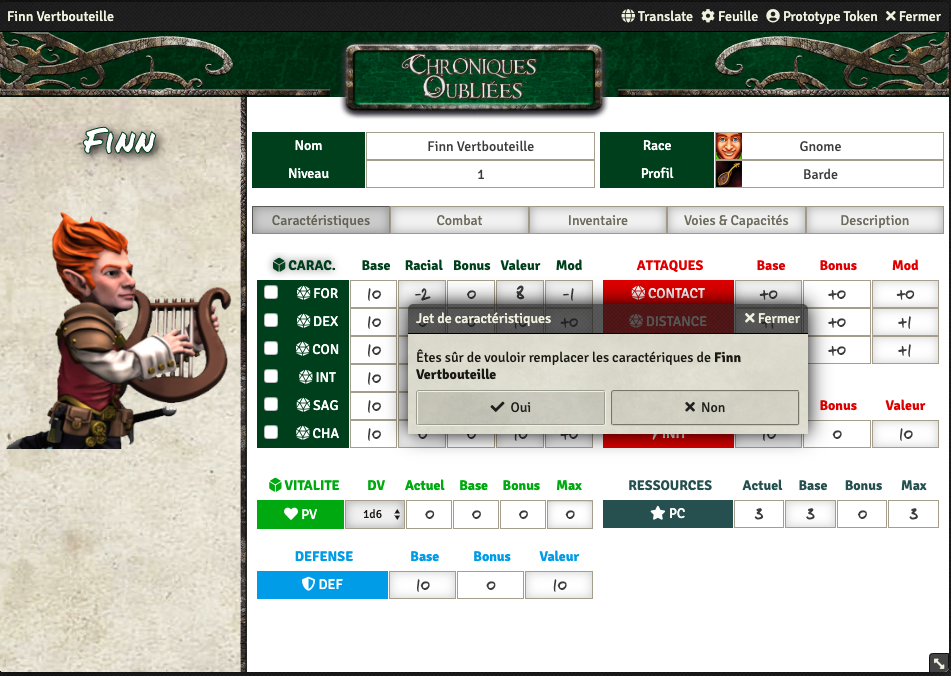 Finn Vertbouteille
Translate Feuille Prototype Token Fermer
CHRONIQUES
OUBLIÉES
FINN
Nom Finn Vertbouteille Race Gnome
Niveau 1 Profil Barde
Caractéristiques Combat Inventaire Voies & Capacités Description
CARAC. Base Racial Bonus Valeur Mod ATTAQUES Base Bonus Mod
FOR 10 -2 0 8 -1 CONTACT +0 +0 +0
DEX 10 DISTANCE +0 +1
CON 10 +0 +1
INT 10
SAG 10 Bonus Valeur
CHA 10 0 0 10 +0 INIT 10 0 10
Jet de caractéristiques Fermer
Êtes sûr de vouloir remplacer les caractériques de Finn
Vertbouteille
Oui Non
VITALITE DV Actuel Base Bonus Max RESSOURCES Actuel Base Bonus Max
PV 1d6 0 0 0 0 PC 3 3 0 3
DEFENSE Base Bonus Valeur
DEF 10 0 10